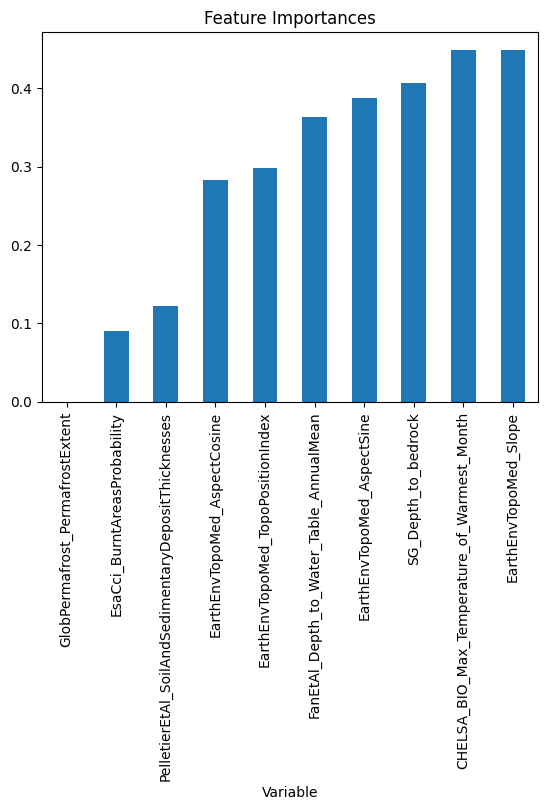 Feature Importances
0.4
0.3
0.2
0.1
0.0
GlobPermafrost_PermafrostExtent
EsaCci_BurntAreasProbability
PelletierEtAl_SoilAndSedimentaryDepositThicknesses
EarthEnvTopoMed_AspectCosine
EarthEnvTopoMed_TopoPositionIndex
FanEtAl_Depth_to_Water_Table_AnnualMean
EarthEnvTopoMed_AspectSine
SG_Depth_to_bedrock
CHELSA_BIO_Max_Temperature_of_Warmest_Month
EarthEnvTopoMed_Slope
Variable